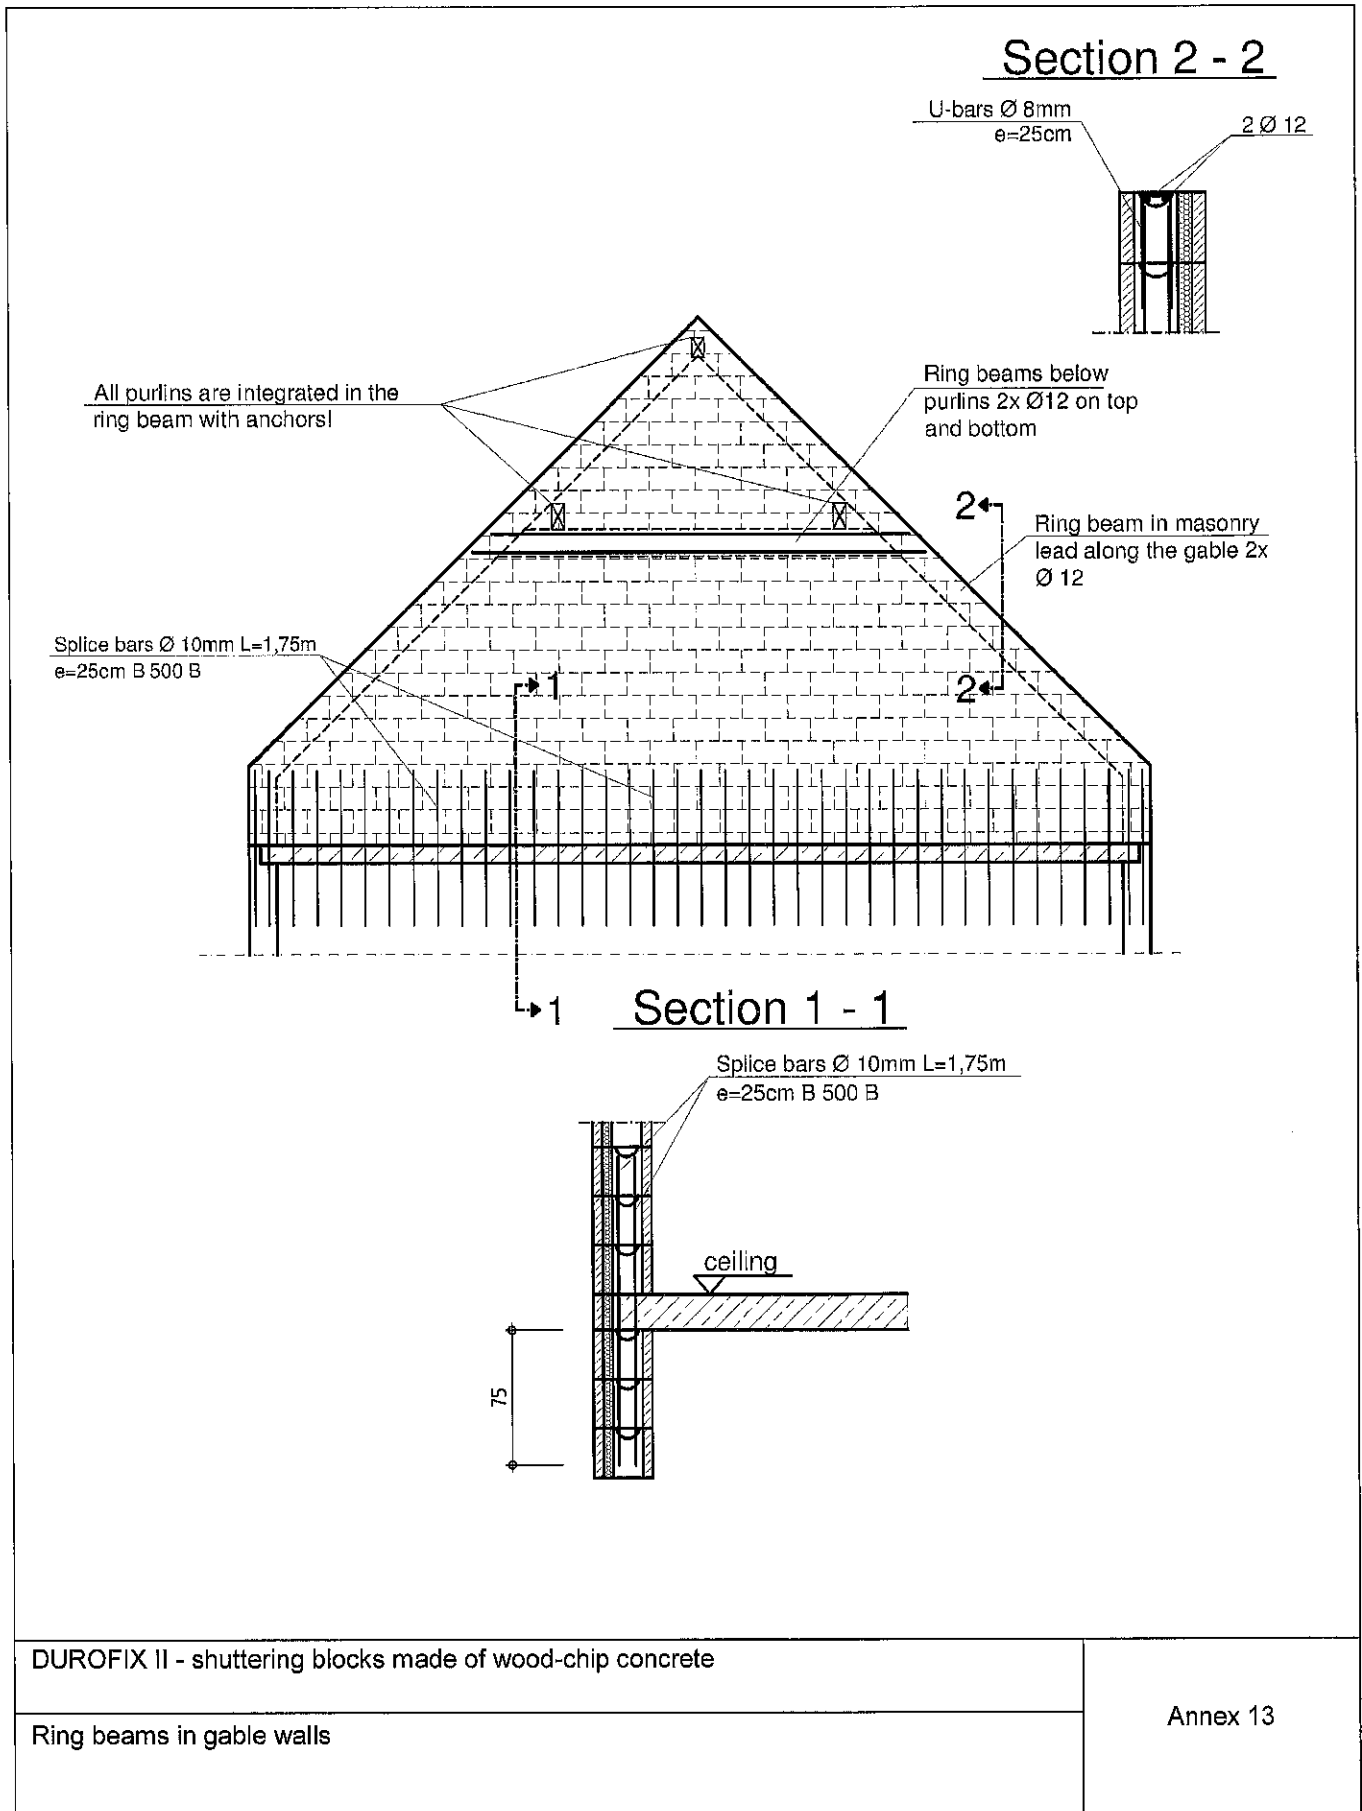 Section 2 - 2
U-bars Ø 8mm
e=25cm
2 Ø 12
All purlins are integrated in the
ring beam with anchors!
Ring beams below
purlins 2x Ø12 on top
and bottom
2
Ring beam in masonry
lead along the gable 2x
Ø 12
Splice bars Ø 10mm L=1,75m
e=25cm B 500 B
1
2
1
Section 1 - 1
Splice bars Ø 10mm L=1,75m
e=25cm B 500 B
ceiling
75
DUROFIX II - shuttering blocks made of wood-chip concrete
Ring beams in gable walls
Annex 13